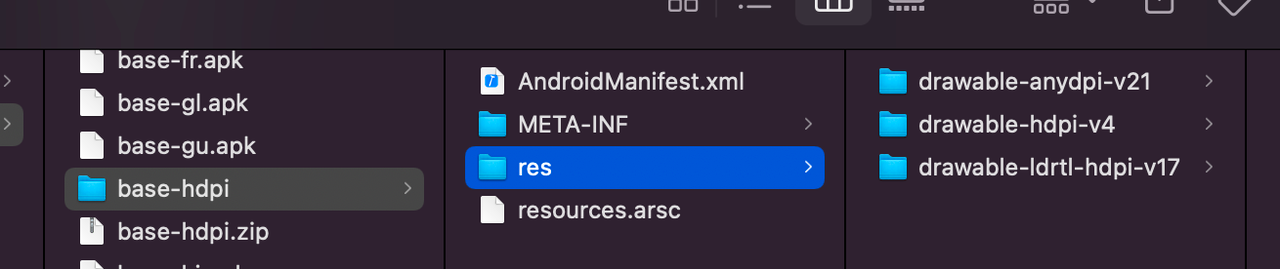 base-fr.apk
base-gl.apk
base-gu.apk
base-hdpi
base-hdpi.zip
AndroidManifest.xml
META-INF
res
resources.arsc
drawable-anydpi-v21
drawable-hdpi-v4
drawable-ldrtl-hdpi-v17